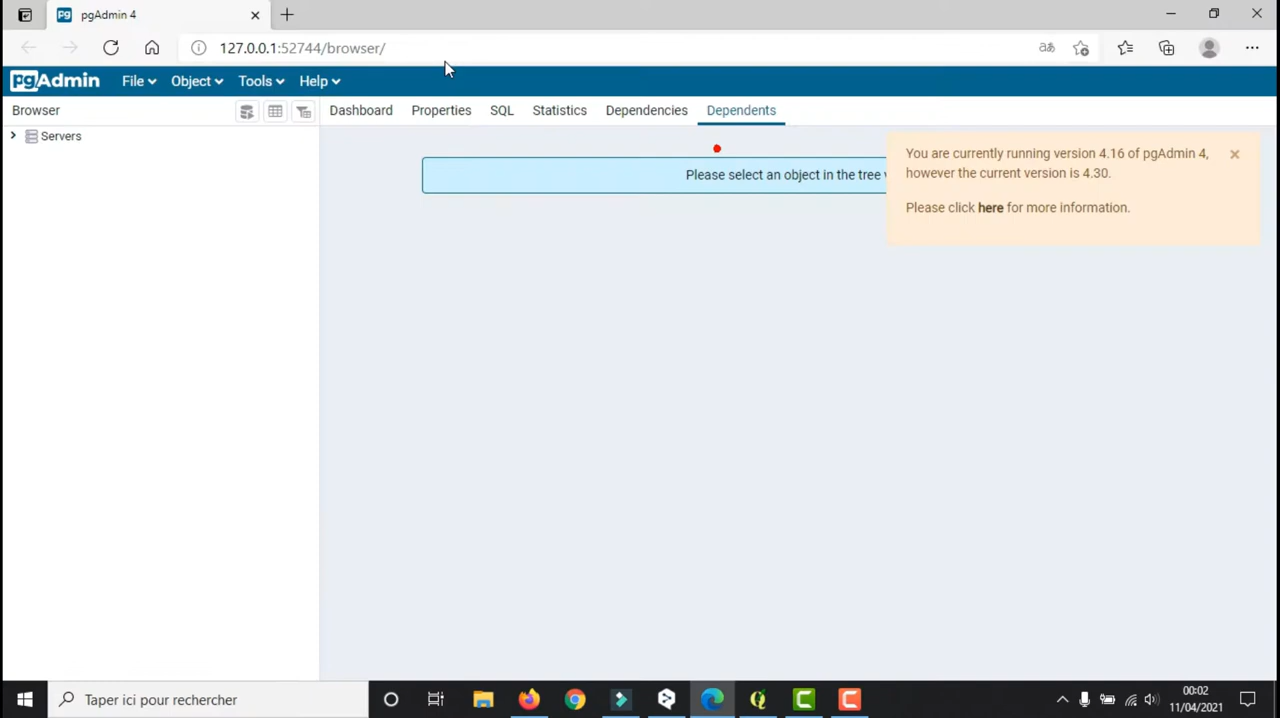 pgAdmin 4
127.0.0.1:52744/browser/
pgAdmin File Object Tools Help
Browser
Dashboard Properties SQL Statistics Dependencies Dependents
Servers
Please select an object in the tree
You are currently running version 4.16 of pgAdmin 4,
however the current version is 4.30.
Please click here for more information.
Taper ici pour rechercher
00:02
11/04/2021